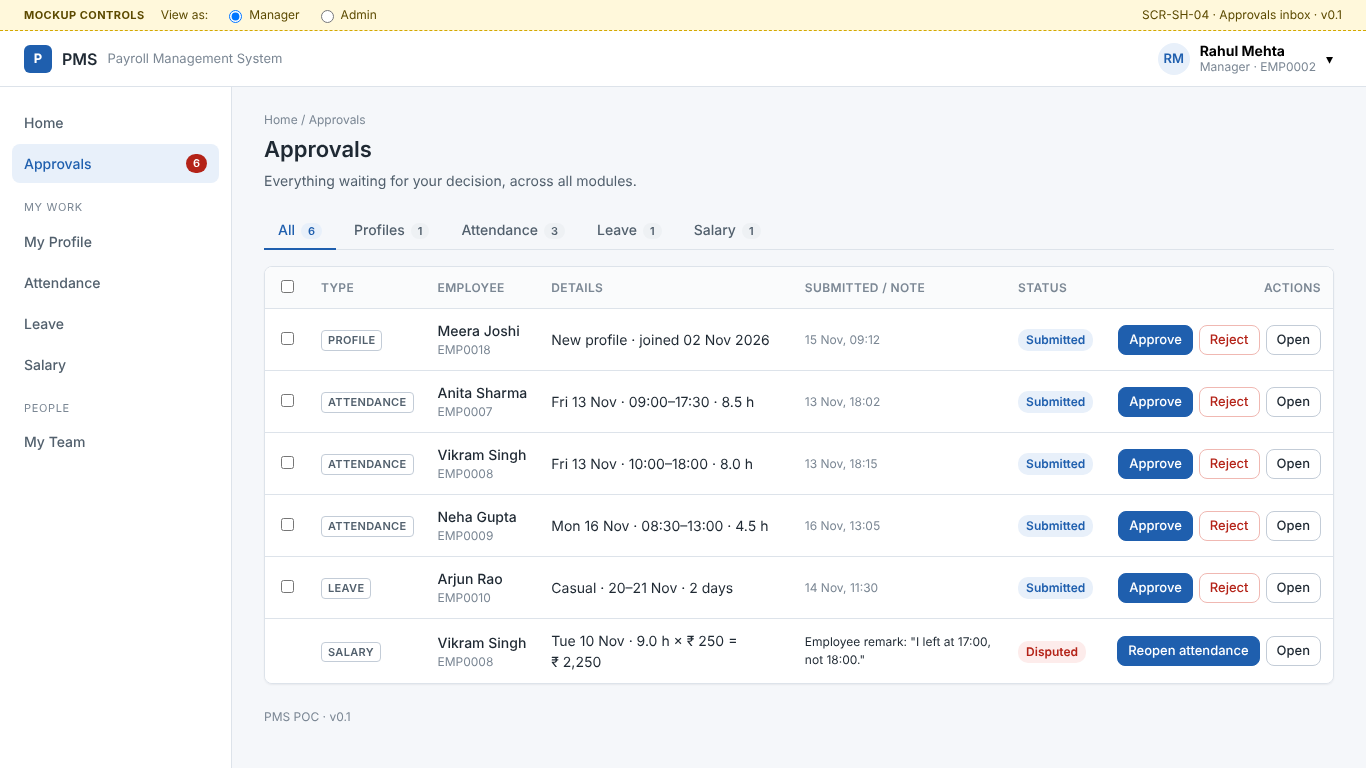 MOCKUP CONTROLS View as: Manager Admin SCR-SH-04 · Approvals inbox · v0.1
P PMS Payroll Management System RM Rahul Mehta ▼
Manager · EMP0002
Home
Approvals 6
MY WORK
My Profile
Attendance
Leave
Salary
PEOPLE
My Team
Home / Approvals
Approvals
Everything waiting for your decision, across all modules.
All 6 Profiles 1 Attendance 3 Leave 1 Salary 1
TYPE EMPLOYEE DETAILS SUBMITTED / NOTE STATUS ACTIONS
PROFILE Meera Joshi New profile · joined 02 Nov 2026 15 Nov, 09:12 Submitted Approve Reject Open
EMP0018
ATTENDANCE Anita Sharma Fri 13 Nov · 09:00–17:30 · 8.5 h 13 Nov, 18:02 Submitted Approve Reject Open
EMP0007
ATTENDANCE Vikram Singh Fri 13 Nov · 10:00–18:00 · 8.0 h 13 Nov, 18:15 Submitted Approve Reject Open
EMP0008
ATTENDANCE Neha Gupta Mon 16 Nov · 08:30–13:00 · 4.5 h 16 Nov, 13:05 Submitted Approve Reject Open
EMP0009
LEAVE Arjun Rao Casual · 20–21 Nov · 2 days 14 Nov, 11:30 Submitted Approve Reject Open
EMP0010
SALARY Vikram Singh Tue 10 Nov · 9.0 h × ₹ 250 = Employee remark: "I left at 17:00, Disputed Reopen attendance Open
EMP0008 ₹ 2,250 not 18:00."
PMS POC · v0.1